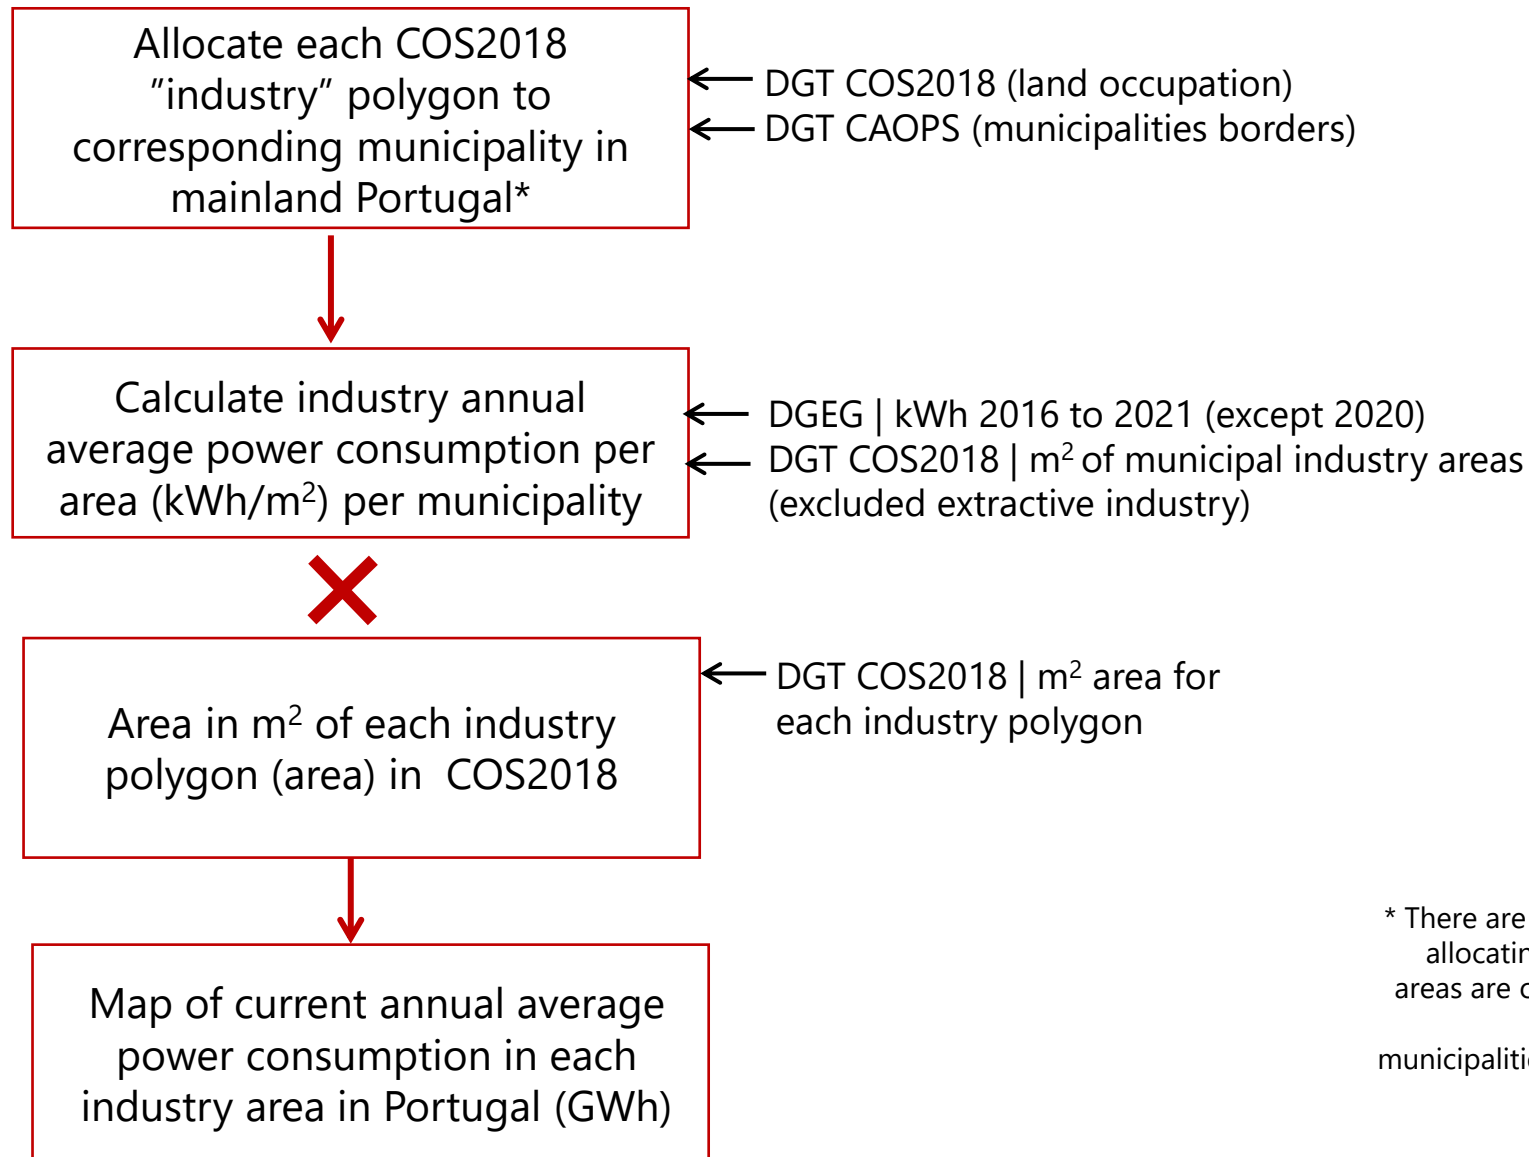 Allocate each COS2018
”industry” polygon to
corresponding municipality in
mainland Portugal*
DGT COS2018 (land occupation)
DGT CAOPS (municipalities borders)
Calculate industry annual
average power consumption per
area (kWh/m²) per municipality
DGEG | kWh 2016 to 2021 (except 2020)
DGT COS2018 | m² of municipal industry areas
(excluded extractive industry)
Area in m² of each industry
polygon (area) in COS2018
DGT COS2018 | m² area for
each industry polygon
Map of current annual average
power consumption in each
industry area in Portugal (GWh)
* There are
areas are